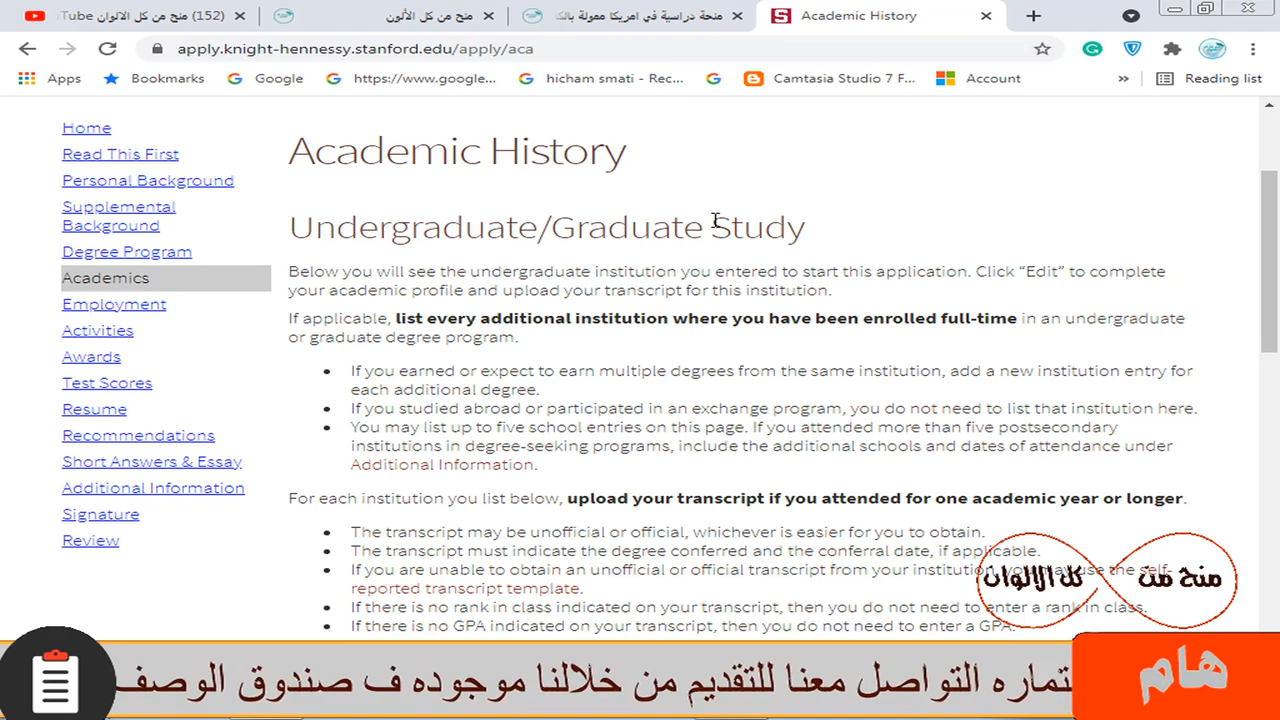 (152) منح من كل الالوان - Tube
منح من كل الألون
منحة دراسية في امريكا ممولة بالك
Academic History
apply.knight-hennessy.stanford.edu/apply/aca
Apps
Bookmarks
Google
https://www.google...
hicham smati - Rec...
Camtasia Studio 7 F...
Account
»
Reading list
Home
Read This First
Personal Background
Supplemental
Background
Degree Program
Academics
Employment
Activities
Awards
Test Scores
Resume
Recommendations
Short Answers & Essay
Additional Information
Signature
Review
Academic History
Undergraduate/Graduate Study
Below you will see the undergraduate institution you entered to start this application. Click “Edit” to complete
your academic profile and upload your transcript for this institution.
If applicable, list every additional institution where you have been enrolled full-time in an undergraduate
or graduate degree program.
• If you earned or expect to earn multiple degrees from the same institution, add a new institution entry for
each additional degree.
• If you studied abroad or participated in an exchange program, you do not need to list that institution here.
• You may list up to five school entries on this page. If you attended more than five postsecondary
institutions in degree-seeking programs, include the additional schools and dates of attendance under
Additional Information.
For each institution you list below, upload your transcript if you attended for one academic year or longer.
• The transcript may be unofficial or official, whichever is easier for you to obtain.
• The transcript must indicate the degree conferred and the conferral date, if applicable.
• If you are unable to obtain an unofficial or official transcript from your institution, you may use the self-
reported transcript template.
• If there is no rank in class indicated on your transcript, then you do not need to enter a rank in class.
• If there is no GPA indicated on your transcript, then you do not need to enter a GPA.
منح من كل الالوان
هام
تماره التواصل معنا للتقديم من خلالنا موجوده ف صندوق الوصف